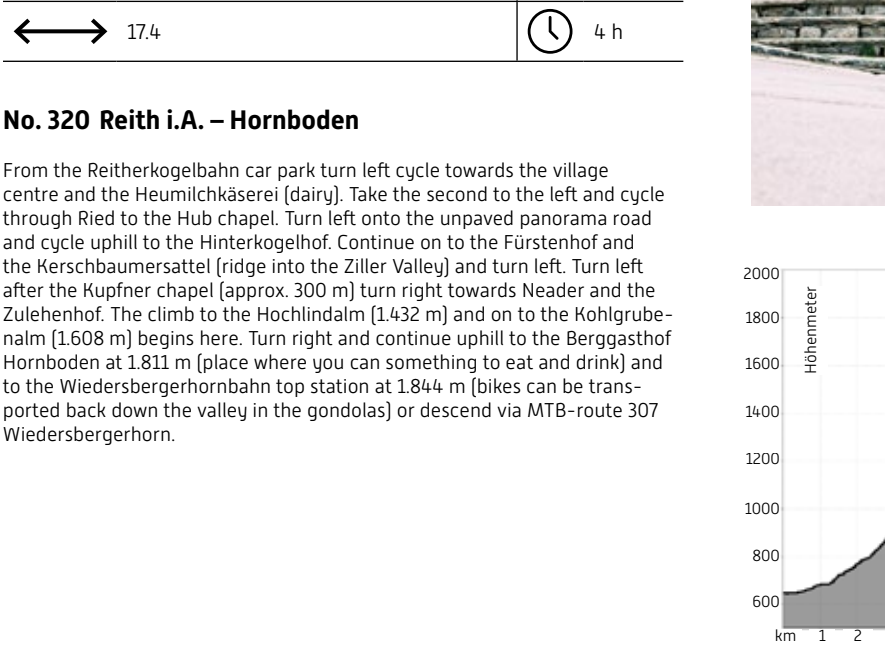 17.4
4 h
No. 320 Reith i.A. – Hornboden
From the Reitherkogelbahn car park turn left cycle towards the village
centre and the Heumilchkäserei (dairy). Take the second to the left and cycle
through Ried to the Hub chapel. Turn left onto the unpaved panorama road
and cycle uphill to the Hinterkogelhof. Continue on to the Fürstenhof and
the Kerschbaumersattel (ridge into the Ziller Valley) and turn left. Turn left
after the Kupfner chapel (approx. 300 m) turn right towards Neader and the
Zulehenhof. The climb to the Hochlindalm (1.432 m) and on to the Kohlgrube-
nalm (1.608 m) begins here. Turn right and continue uphill to the Berggasthof
Hornboden at 1.811 m (place where you can something to eat and drink) and
to the Wiedersbergerhornbahn top station at 1.844 m (bikes can be trans-
ported back down the valley in the gondolas) or descend via MTB-route 307
Wiedersbergerhorn.
2000
1800
1600
1400
1200
1000
800
600
Höhenmeter
km 1 2